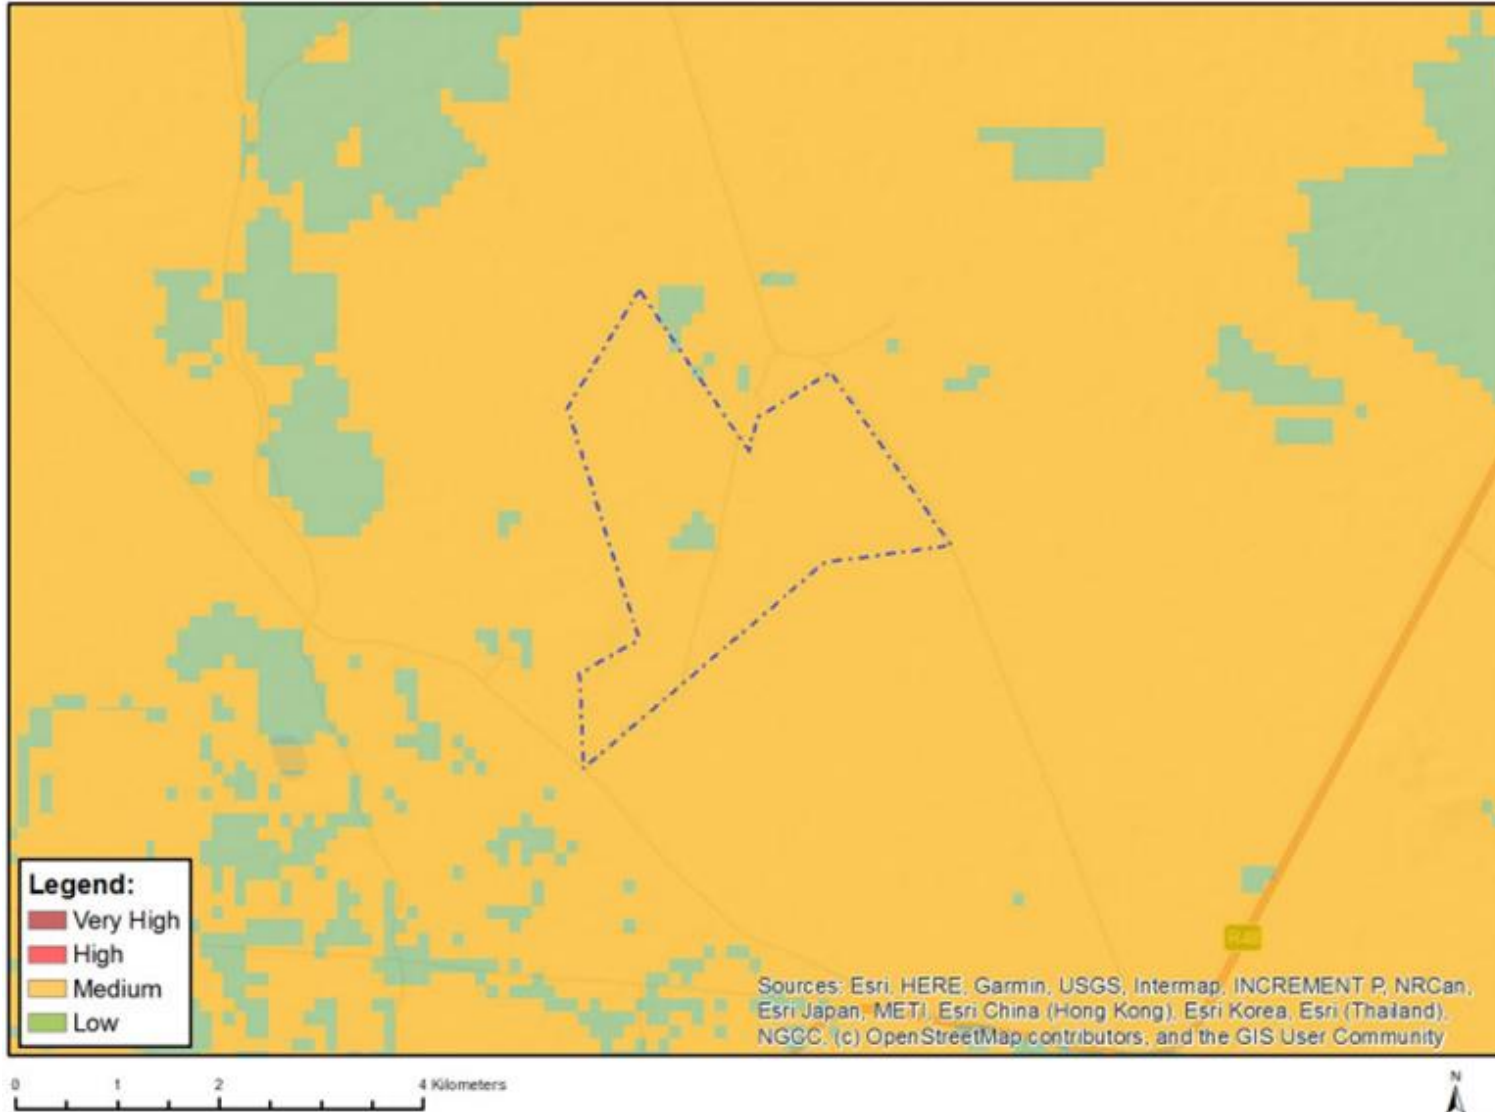 Legend:
Very High
High
Medium
Low
Sources: Esri, HERE, Garmin, USGS, Intermap, INCREMENT P, NRCan,
Esri Japan, METI, Esri China (Hong Kong), Esri Korea, Esri (Thailand),
NGCC, (c) OpenStreetMap contributors, and the GIS User Community
0 1 2 4 Kilometers
N